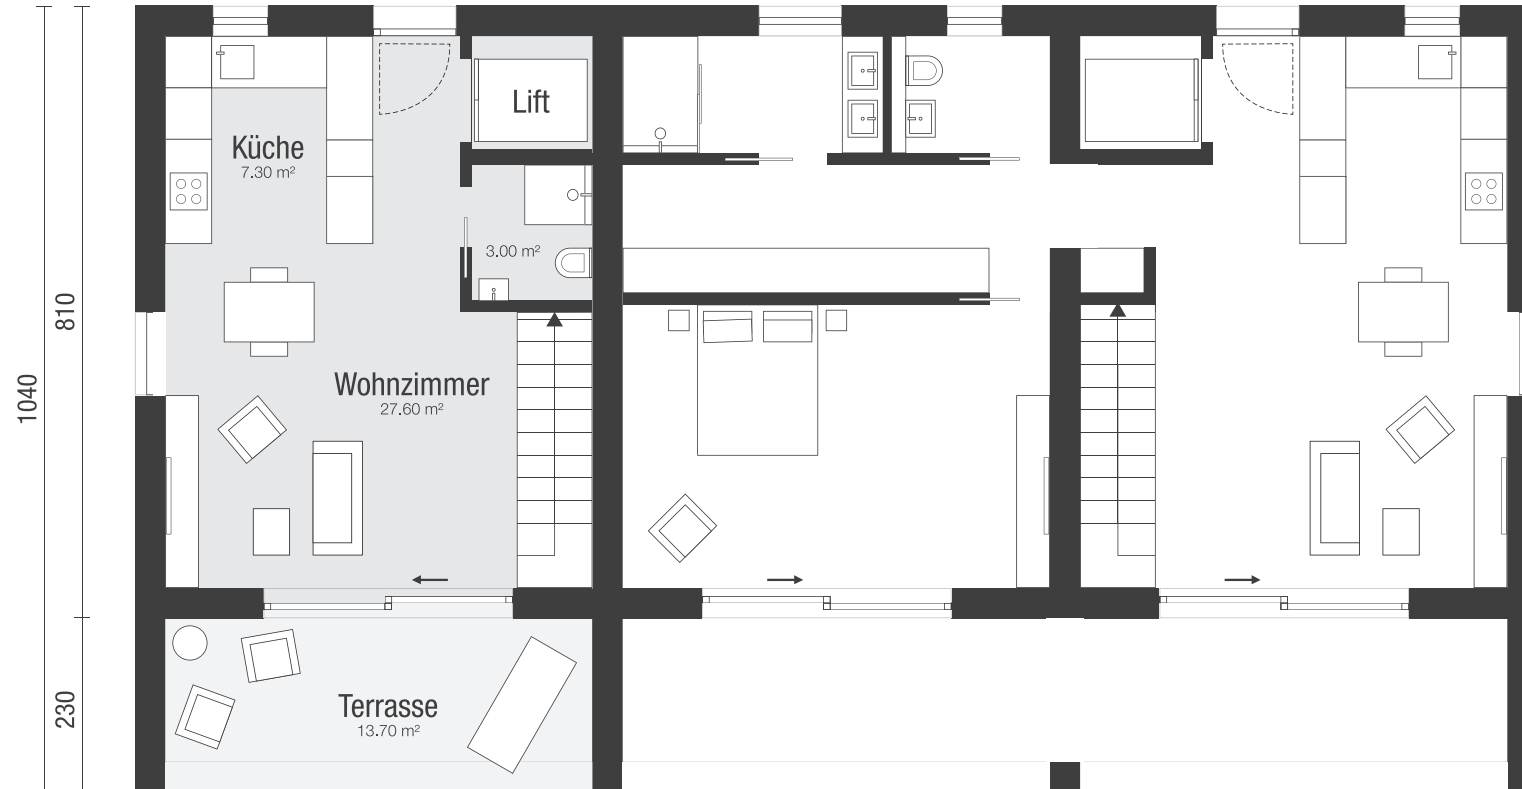 Lift
Küche
7.30 m²
3.00 m²
810
1040
Wohnzimmer
27.60 m²
230
Terrasse
13.70 m²